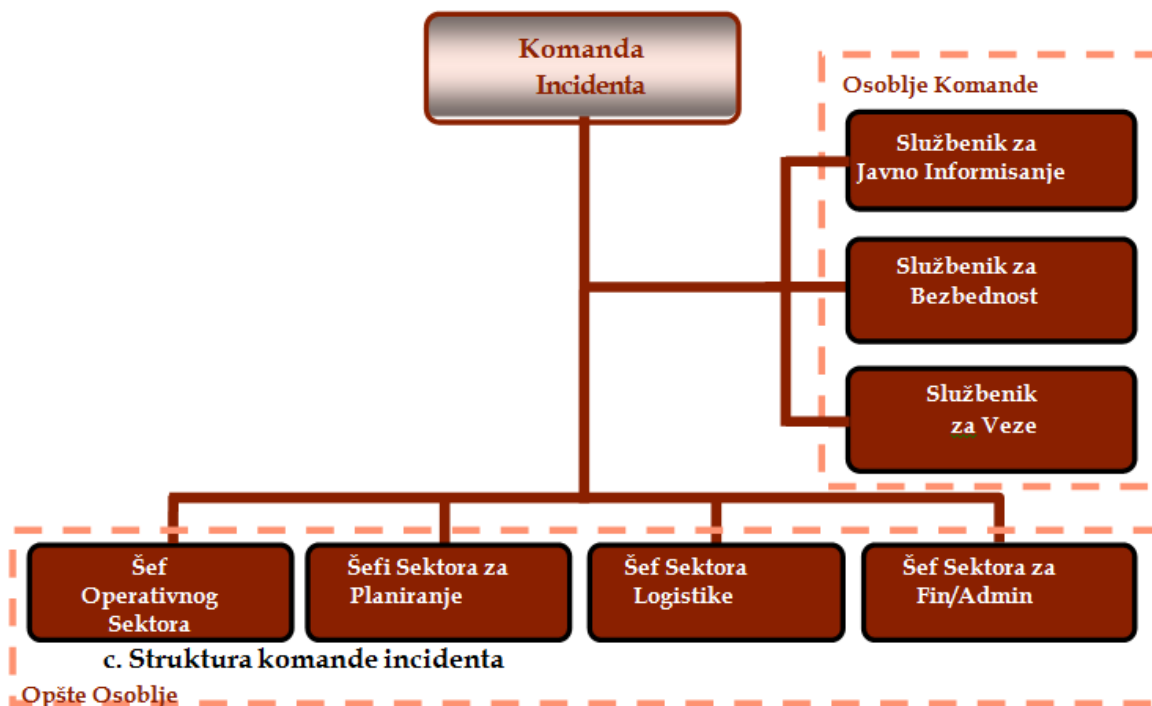 Komanda
Incidenta
Osoblje Komande
Službenik za
Javno Informisanje
Službenik za
Bezbednost
Službenik
za Veze
Šef
Operativnog
Sektora
Šefi Sektora za
Planiranje
Šef Sektora
Logistike
Šef Sektora za
Fin/Admin
c. Struktura komande incidenta
Opšte Osoblje